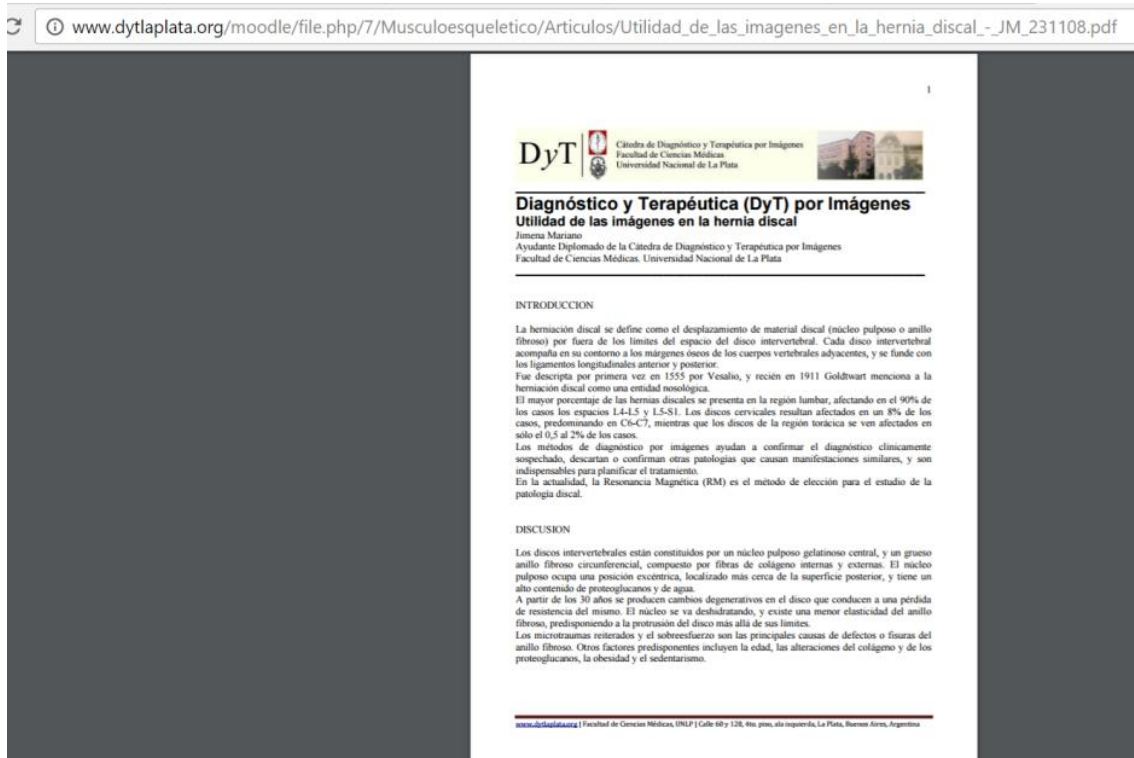 www.dytlaplata.org/moodle/file.php/7/Musculoesqueletico/Articulos/Utilidad_de_las_imagenes_en_la_hernia_discal_-_JM_231108.pdf
1
DyT
Cátedra de Diagnóstico y Terapéutica por Imágenes
Facultad de Ciencias Médicas
Universidad Nacional de La Plata
Diagnóstico y Terapéutica (DyT) por Imágenes
Utilidad de las imágenes en la hernia discal
Jimena Mariano
Ayudante Diplomado de la Cátedra de Diagnóstico y Terapéutica por Imágenes
Facultad de Ciencias Médicas. Universidad Nacional de La Plata
INTRODUCCION
La herniación discal se define como el desplazamiento de material discal (núcleo pulposo o anillo
fibroso) por fuera de los límites del espacio del disco intervertebral. Cada disco intervertebral
acompaña en su contorno a los márgenes óseos de los cuerpos vertebrales adyacentes, y se funde con
los ligamentos longitudinales anterior y posterior.
Fue descripta por primera vez en 1555 por Vesalio, y recién en 1911 Goldtwart menciona a la
herniación discal como una entidad nosológica.
El mayor porcentaje de las hernias discales se presenta en la región lumbar, afectando en el 90% de
los casos los espacios L4-L5 y L5-S1. Los discos cervicales resultan afectados en un 8% de los
casos, predominando en C6-C7, mientras que los discos de la región torácica se ven afectados en
sólo el 0,5 al 2% de los casos.
Los métodos de diagnóstico por imágenes ayudan a confirmar el diagnóstico clínicamente
sospechado, descartan o confirman otras patologías que causan manifestaciones similares, y son
indispensables para planificar el tratamiento.
En la actualidad, la Resonancia Magnética (RM) es el método de elección para el estudio de la
patología discal.
DISCUSION
Los discos intervertebrales están constituidos por un núcleo pulposo gelatinoso central, y un grueso
anillo fibroso circunferencial, compuesto por fibras de colágeno internas y externas. El núcleo
pulposo ocupa una posición excéntrica, localizado más cerca de la superficie posterior, y tiene un
alto contenido de proteoglucanos y de agua.
A partir de los 30 años se producen cambios degenerativos en el disco que conducen a una pérdida
de resistencia del mismo. El núcleo se va deshidratando, y existe una menor elasticidad del anillo
fibroso, predisponiendo a la protrusión del disco más allá de sus límites.
Los microtraumas reiterados y el sobreesfuerzo son las principales causas de defectos o fisuras del
anillo fibroso. Otros factores predisponentes incluyen la edad, las alteraciones del colágeno y de los
proteoglucanos, la obesidad y el sedentarismo.
www.dytlaplata.org | Facultad de Ciencias Médicas, UNLP | Calle 60 y 120, 4to. piso, ala izquierda, La Plata, Buenos Aires, Argentina